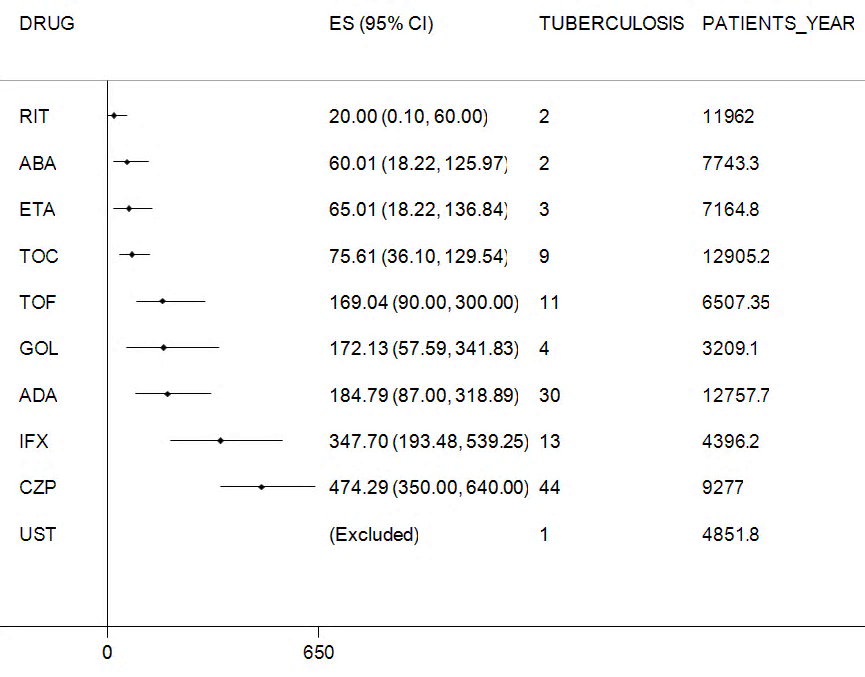 DRUG ES (95% CI) TUBERCULOSIS PATIENTS_YEAR
RIT 20.00 (0.10, 60.00) 2 11962
ABA 60.01 (18.22, 125.97) 2 7743.3
ETA 65.01 (18.22, 136.84) 3 7164.8
TOC 75.61 (36.10, 129.54) 9 12905.2
TOF 169.04 (90.00, 300.00) 11 6507.35
GOL 172.13 (57.59, 341.83) 4 3209.1
ADA 184.79 (87.00, 318.89) 30 12757.7
IFX 347.70 (193.48, 539.25) 13 4396.2
CZP 474.29 (350.00, 640.00) 44 9277
UST (Excluded) 1 4851.8
0 650